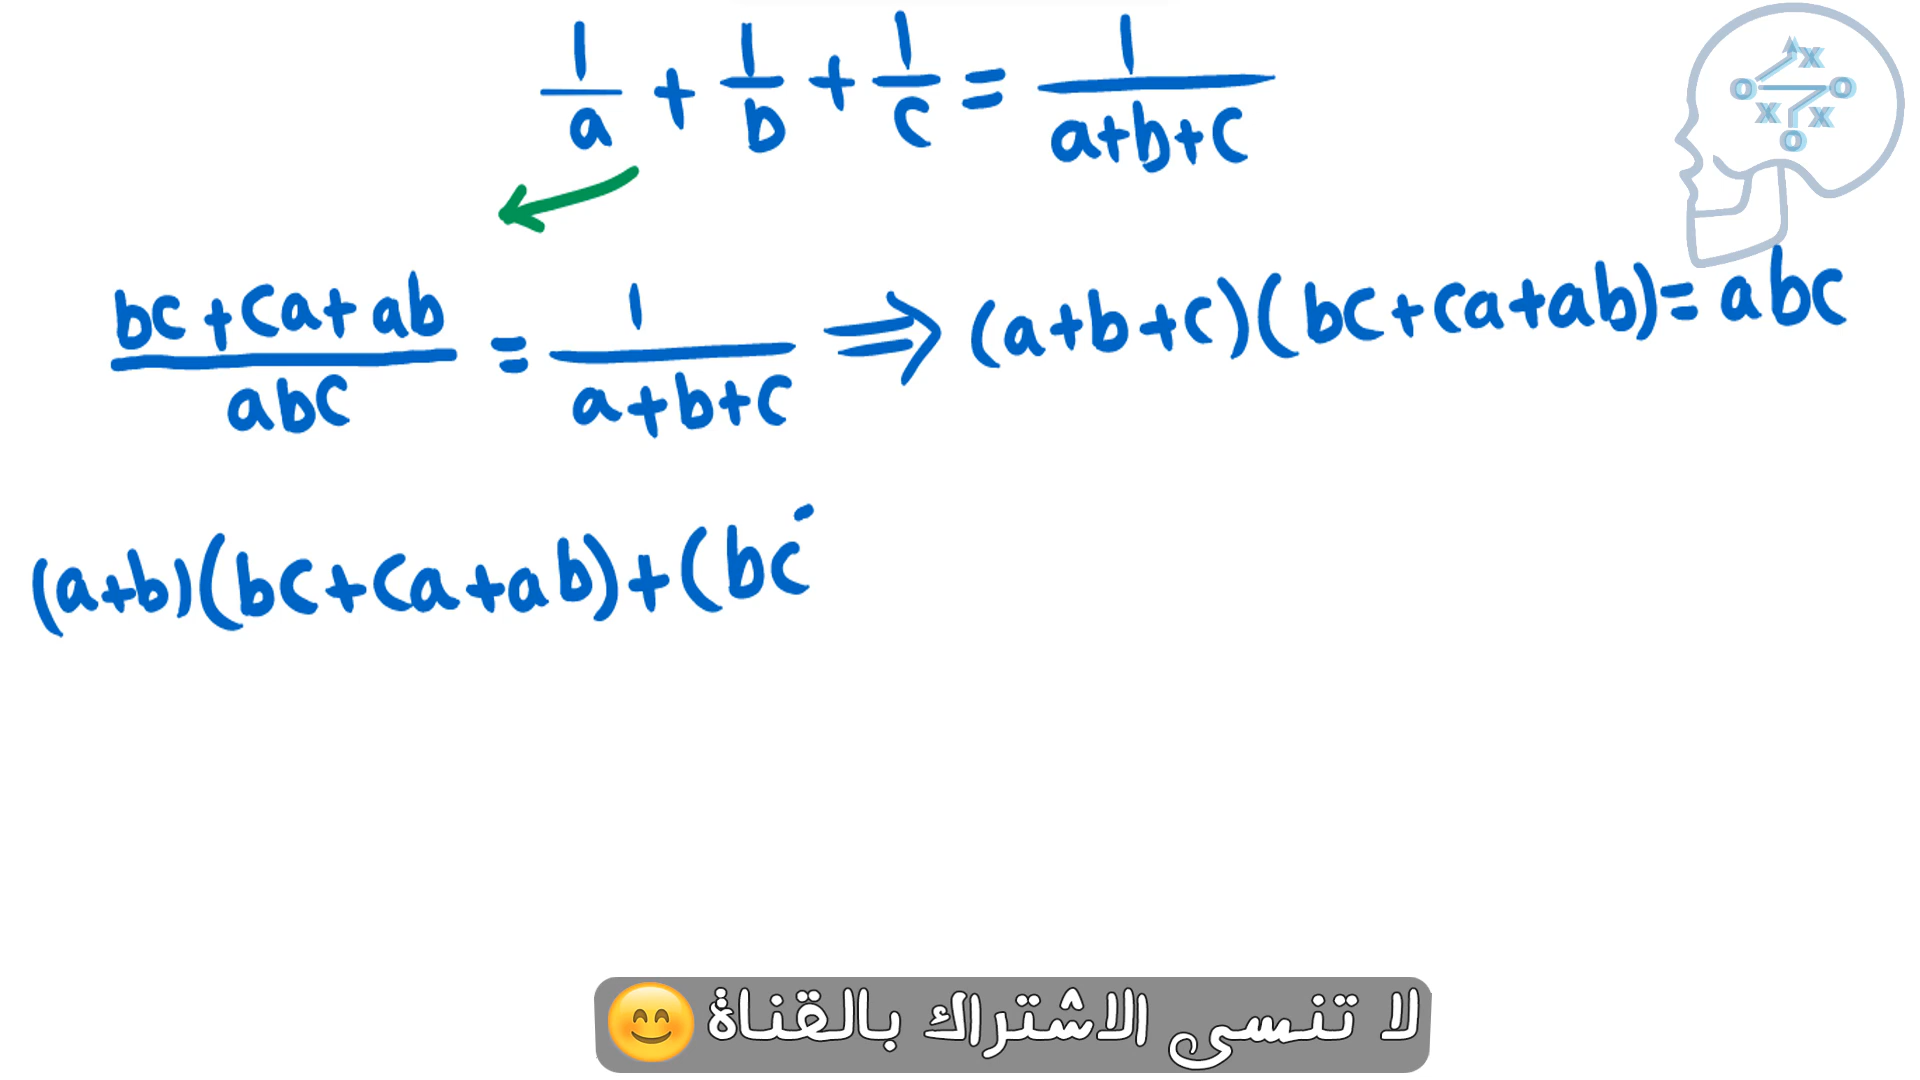 1/a + 1/b + 1/c = 1/(a+b+c)
(bc+ca+ab)/abc = 1/(a+b+c) ⇒ (a+b+c)(bc+ca+ab)=abc
(a+b)(bc+ca+ab)+(bc
لا تنسى الاشتراك بالقناة 😊